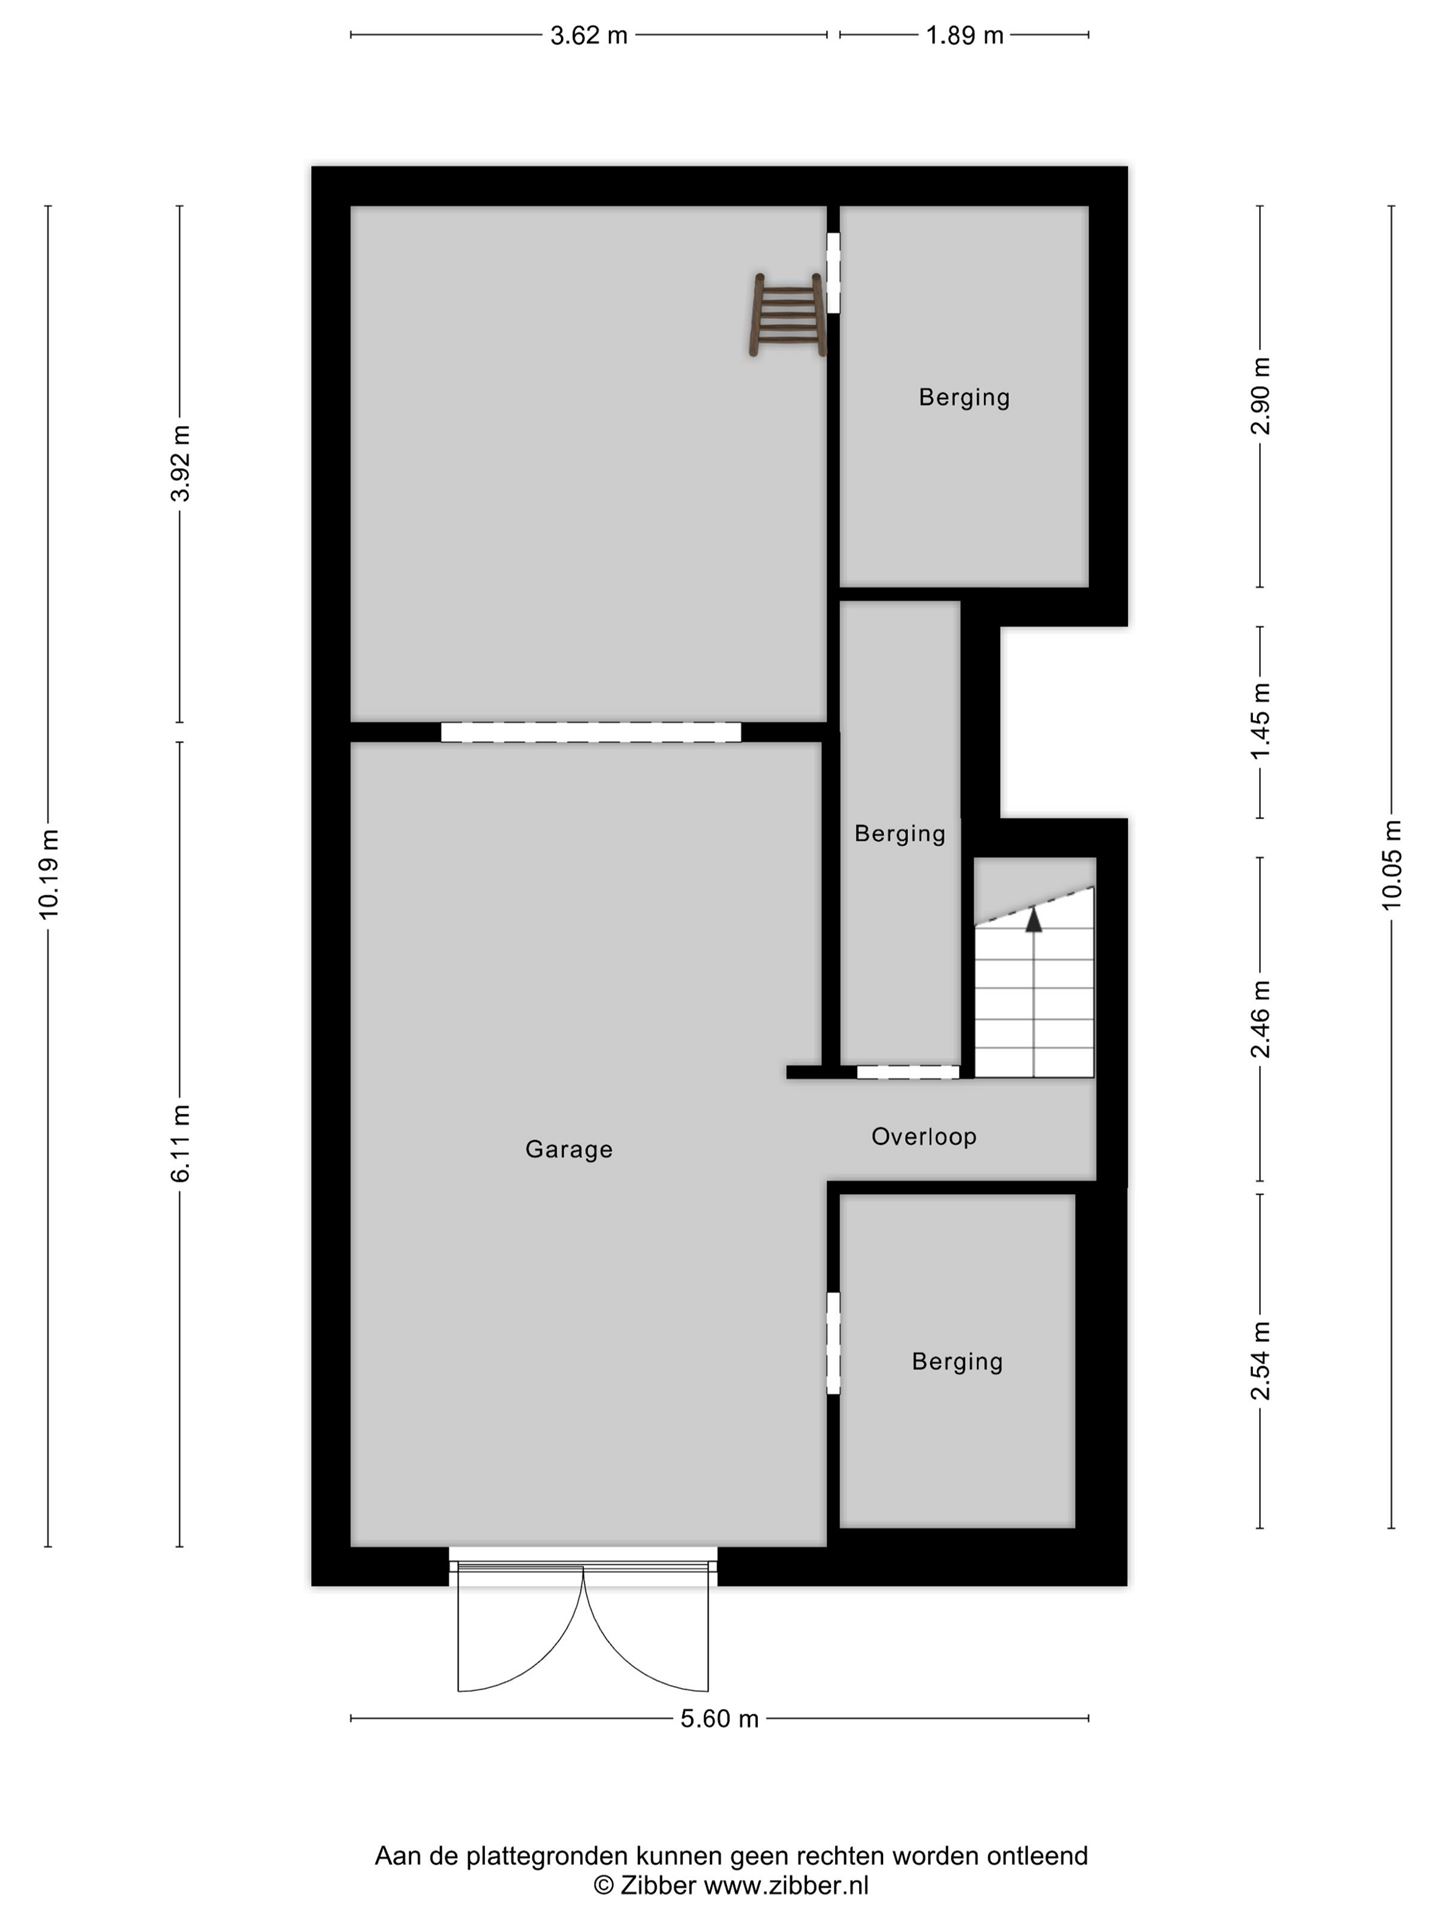 3.62 m
1.89 m
Berging
2.90 m
3.92 m
1.45 m
Berging
10.19 m
10.05 m
2.46 m
6.11 m
Garage
Overloop
Berging
2.54 m
5.60 m
Aan de plattegronden kunnen geen rechten worden ontleend
© Zibber www.zibber.nl